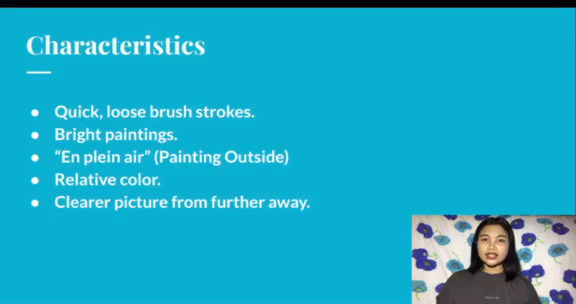 Characteristics
● Quick, loose brush strokes.
● Bright paintings.
● “En plein air” (Painting Outside)
● Relative color.
● Clearer picture from further away.